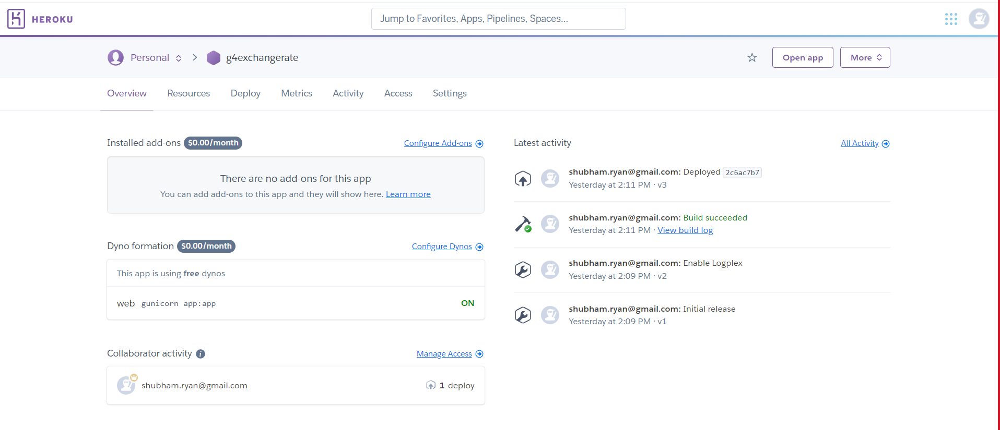 HEROKU
Jump to Favorites, Apps, Pipelines, Spaces...
Personal
g4exchangerate
Open app
More
Overview
Resources
Deploy
Metrics
Activity
Access
Settings
Installed add-ons $0.00/month
Configure Add-ons
There are no add-ons for this app
You can add add-ons to this app and they will show here. Learn more
Dyno formation $0.00/month
Configure Dynos
This app is using free dynos
web gunicorn app:app
ON
Collaborator activity i
Manage Access
shubham.ryan@gmail.com
1 deploy
Latest activity
All Activity
shubham.ryan@gmail.com: Deployed 2c6ac7b7
Yesterday at 2:11 PM · v3
shubham.ryan@gmail.com: Build succeeded
Yesterday at 2:11 PM · View build log
shubham.ryan@gmail.com: Enable Logplex
Yesterday at 2:09 PM · v2
shubham.ryan@gmail.com: Initial release
Yesterday at 2:09 PM · v1